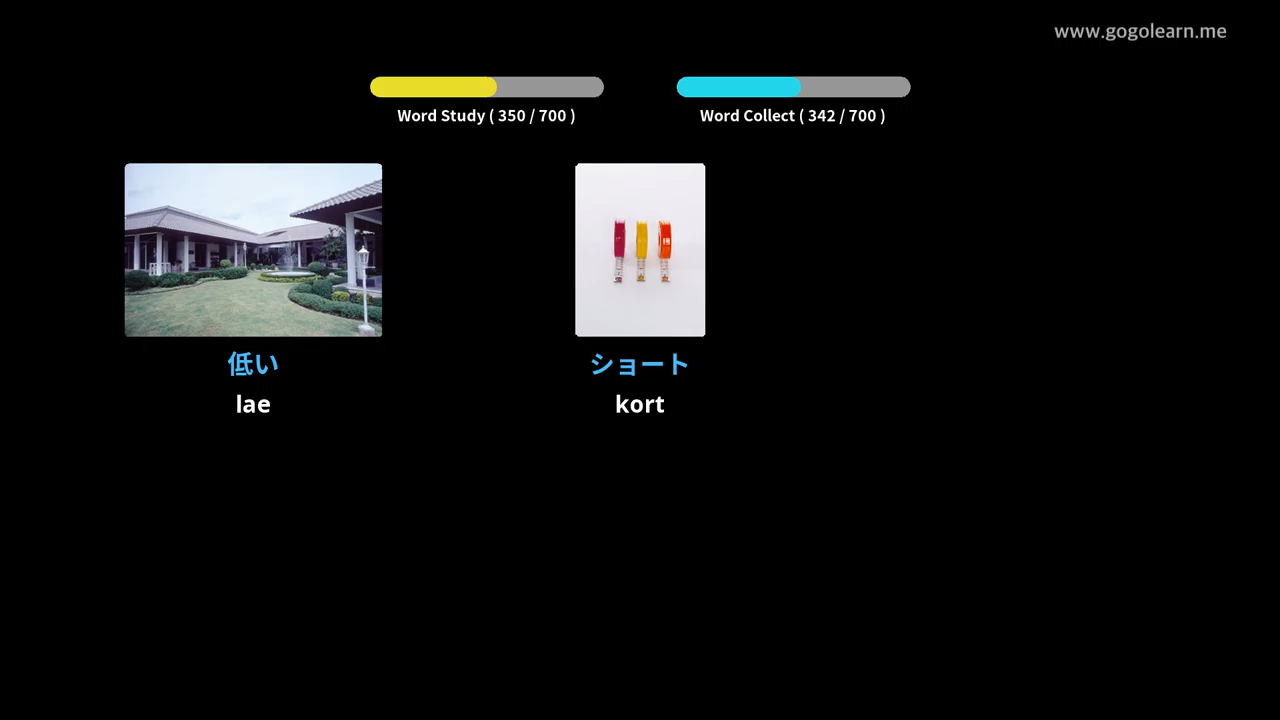 www.gogolearn.me
Word Study ( 350 / 700 )
Word Collect ( 342 / 700 )
低い
ショート
lae
kort